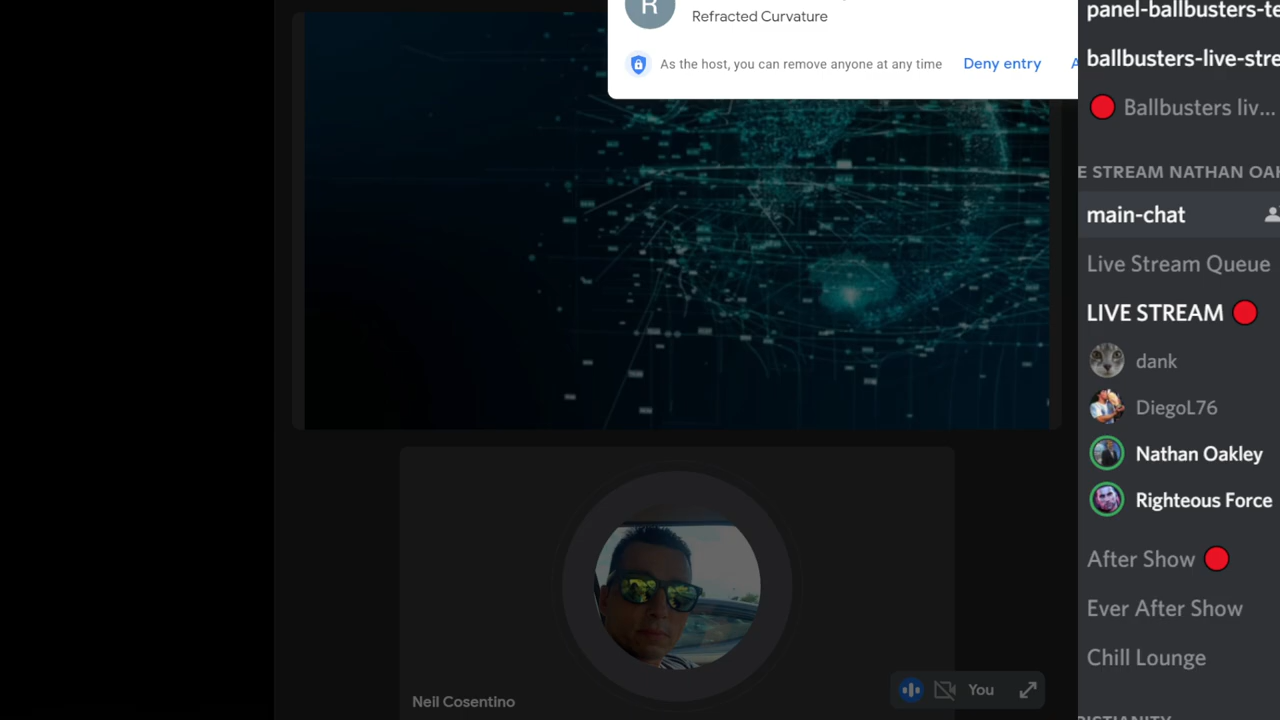 R
Refracted Curvature
As the host, you can remove anyone at any time
Deny entry
Neil Cosentino
You
panel-ballbusters-te
ballbusters-live-stre
Ballbusters liv...
E STREAM NATHAN OAK
main-chat
Live Stream Queue
LIVE STREAM
dank
DiegoL76
Nathan Oakley
Righteous Force
After Show
Ever After Show
Chill Lounge